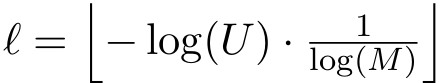 ℓ = ⌊− log(U) · 1/log(M)⌋